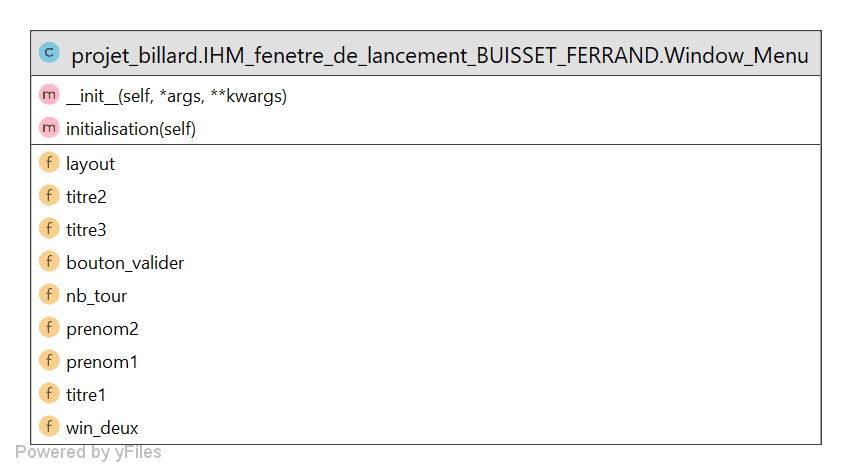 c projet_billard.IHM_fenetre_de_lancement_BUISSET_FERRAND.Window_Menu
m __init__(self, *args, **kwargs)
m initialisation(self)
f layout
f titre2
f titre3
f bouton_valider
f nb_tour
f prenom2
f prenom1
f titre1
f win_deux
Powered by yFiles